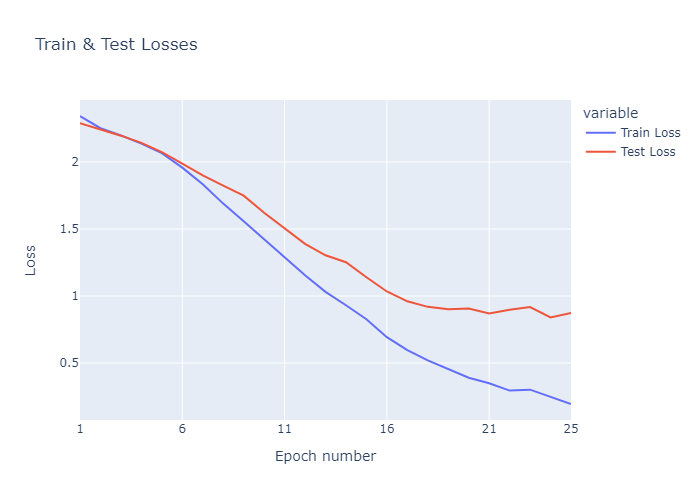 Train & Test Losses
variable
Train Loss
Test Loss
2
1.5
1
0.5
Loss
1 6 11 16 21 25
Epoch number